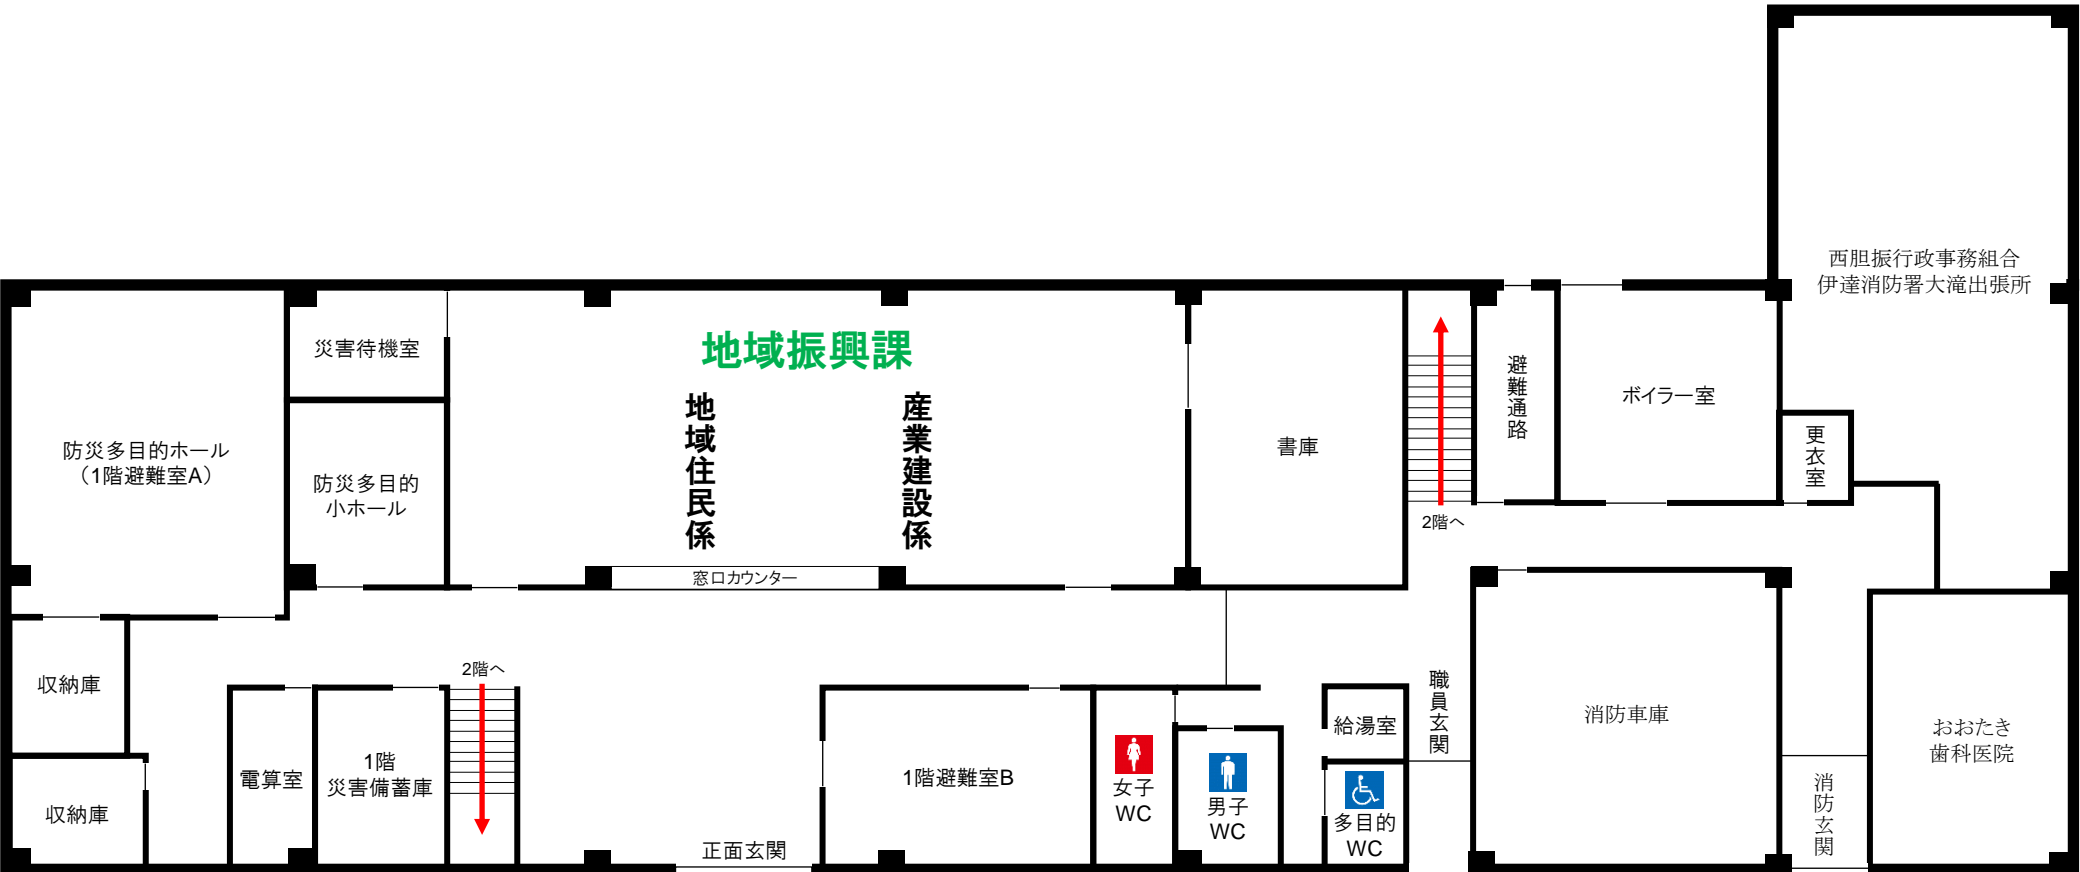 西胆振行政事務組合
伊達消防署大滝出張所
災害待機室
地域振興課
地域住民係
産業建設係
避難通路
ボイラー室
書庫
更衣室
防災多目的ホール
（1階避難室A）
防災多目的
小ホール
2階へ
窓口カウンター
2階へ
収納庫
職員玄関
給湯室
消防車庫
おおたき
歯科医院
電算室
1階
災害備蓄庫
1階避難室B
女子
WC
男子
WC
多目的
WC
消防玄関
収納庫
正面玄関